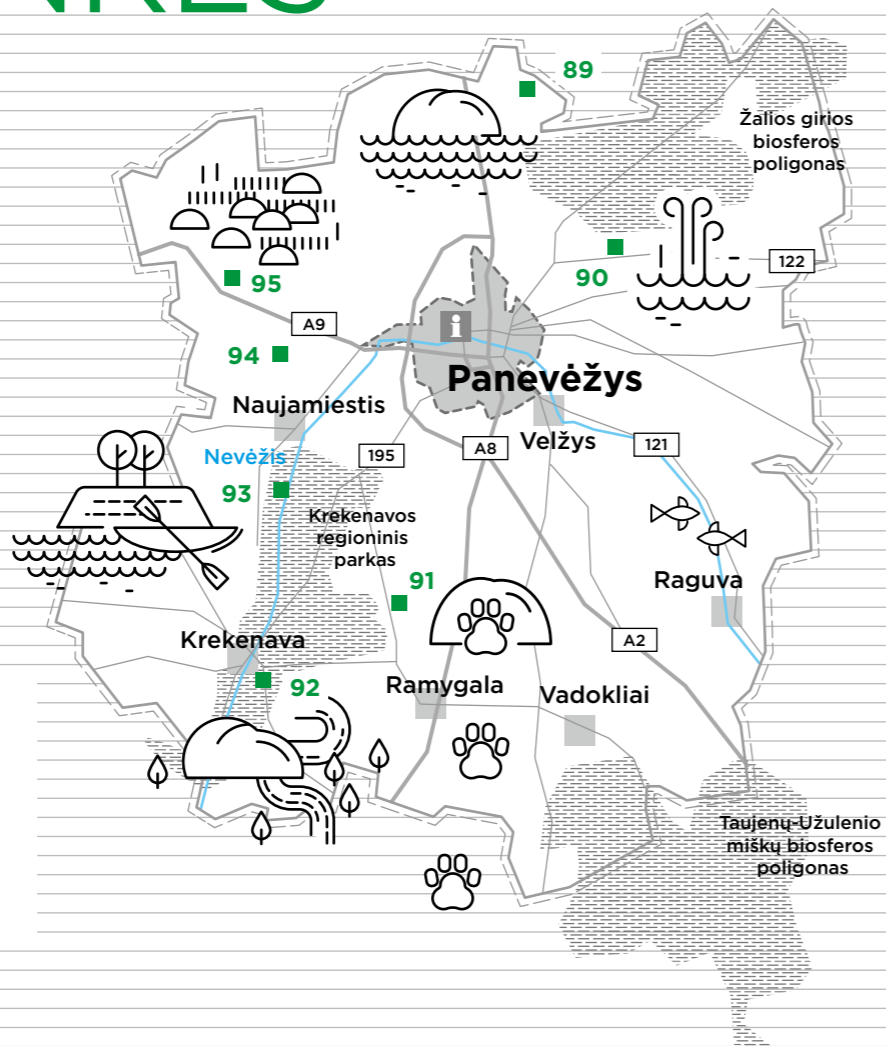 89
Žalios girios
biosferos
poligonas
90
122
95
A9
i
94
Panevėžys
Naujamiestis
Velžys
Nevėžis
195
A8
121
93
Krekenavos
regioninis
parkas
91
Raguva
Krekenava
A2
92
Ramygala
Vadokliai
Taujenų-Užulenio
miškų biosferos
poligonas